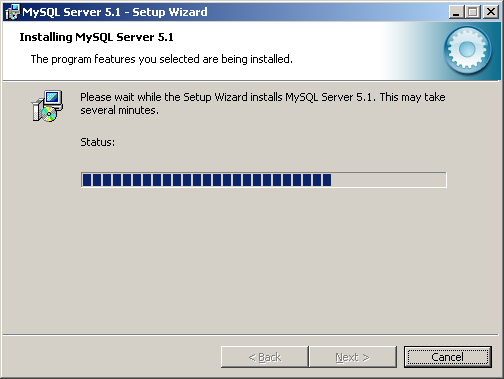 MySQL Server 5.1 - Setup Wizard
Installing MySQL Server 5.1
The program features you selected are being installed.
Please wait while the Setup Wizard installs MySQL Server 5.1. This may take
several minutes.
Status:
< Back Next > Cancel